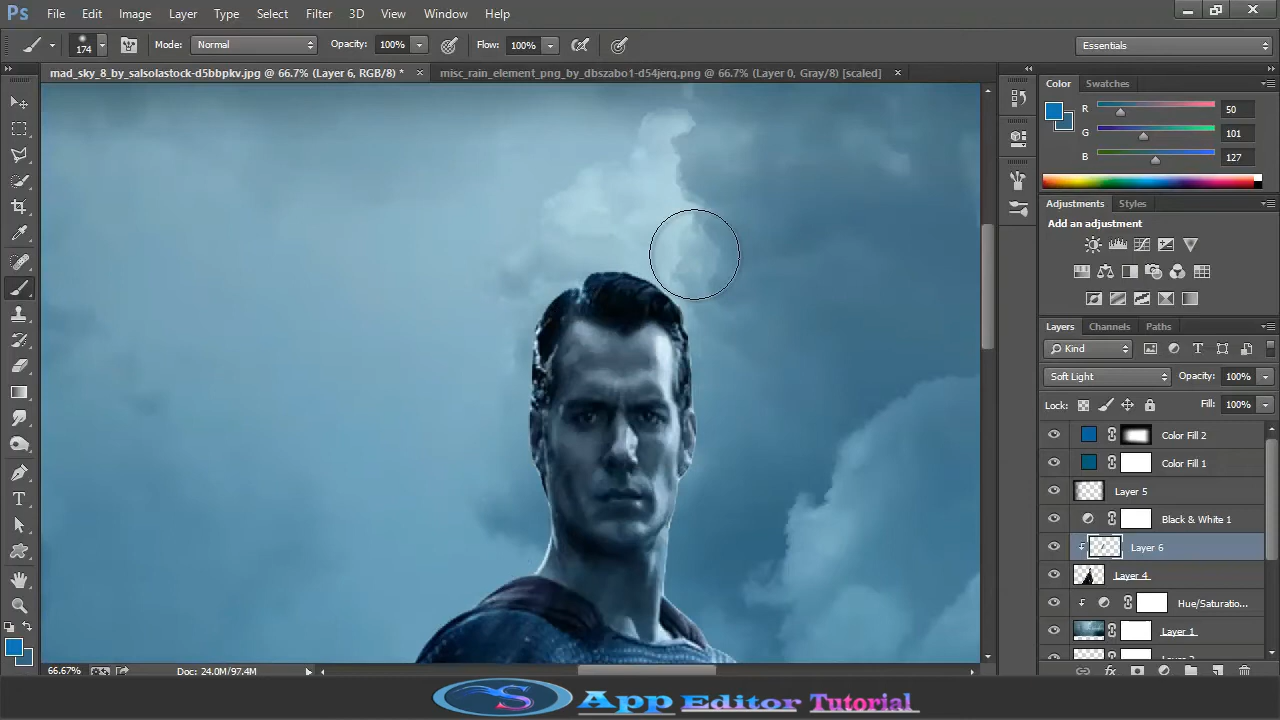 Ps File Edit Image Layer Type Select Filter 3D View Window Help
174 Mode: Normal Opacity: 100% Flow: 100% Essentials
mad_sky_8_by_salsolastock-d5bbpkv.jpg @ 66.7% (Layer 6, RGB/8) * × misc_rain_element_png_by_dbszabo1-d54jerq.png @ 66.7% (Layer 0, Gray/8) [scaled] ×
Color Swatches
R 50
G 101
B 127
Adjustments Styles
Add an adjustment
Layers Channels Paths
Kind
Soft Light Opacity: 100%
Lock: Fill: 100%
Color Fill 2
Color Fill 1
Layer 5
Black & White 1
Layer 6
Layer 4
Hue/Saturatio...
Layer 1
66.67% Doc: 24.0M/97.4M
S App Editor Tutorial